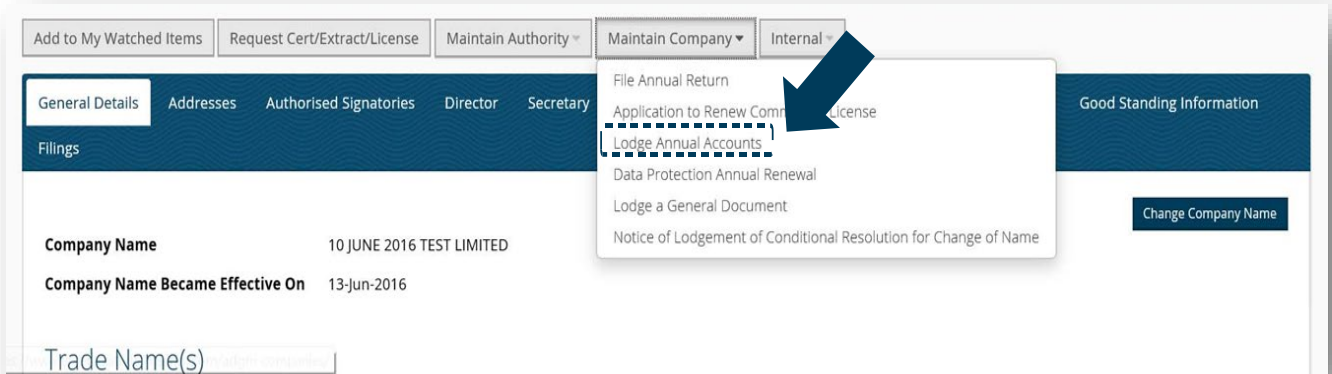 Add to My Watched Items Request Cert/Extract/License Maintain Authority Maintain Company Internal
File Annual Return
General Details Addresses Authorised Signatories Director Secretary Good Standing Information
Application to Renew License
Filings
Lodge Annual Accounts
Data Protection Annual Renewal
Lodge a General Document
Change Company Name
Notice of Lodgement of Conditional Resolution for Change of Name
Company Name 10 JUNE 2016 TEST LIMITED
Company Name Became Effective On 13-Jun-2016
Trade Name(s)